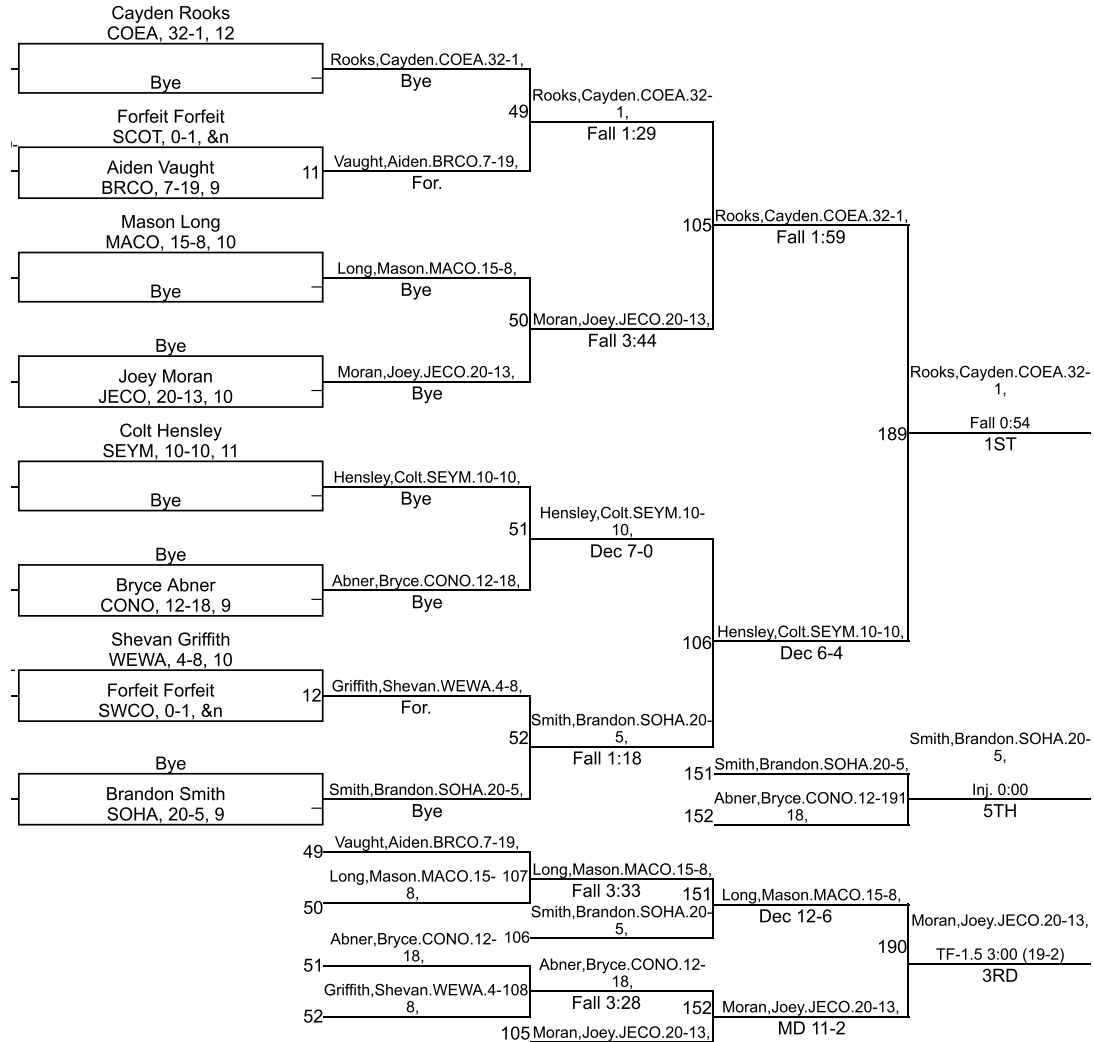 Cayden Rooks
COEA, 32-1, 12
Bye
Forfeit Forfeit
SCOT, 0-1, &n
Aiden Vaught
BRCO, 7-19, 9
11
Mason Long
MACO, 15-8, 10
Bye
Bye
Joey Moran
JECO, 20-13, 10
Colt Hensley
SEYM, 10-10, 11
Bye
Bye
Bryce Abner
CONO, 12-18, 9
Shevan Griffith
WEWA, 4-8, 10
Forfeit Forfeit
SWCO, 0-1, &n
12
Bye
Brandon Smith
SOHA, 20-5, 9
Rooks,Cayden.COEA.32-1,
Bye
49
Vaught,Aiden.BRCO.7-19,
For.
Long,Mason.MACO.15-8,
Bye
50
Moran,Joey.JECO.20-13,
Bye
Hensley,Colt.SEYM.10-10,
Bye
51
Abner,Bryce.CONO.12-18,
Bye
Griffith,Shevan.WEWA.4-8,
For.
52
Smith,Brandon.SOHA.20-5,
Bye
Rooks,Cayden.COEA.32-
1,
Fall 1:29
105
Moran,Joey.JECO.20-13,
Fall 3:44
Hensley,Colt.SEYM.10-
10,
Dec 7-0
106
Smith,Brandon.SOHA.20-
5,
Fall 1:18
Rooks,Cayden.COEA.32-1,
Fall 1:59
189
Hensley,Colt.SEYM.10-10,
Dec 6-4
Rooks,Cayden.COEA.32-
1,
Fall 0:54
1ST
151
Smith,Brandon.SOHA.20-5,
152
Abner,Bryce.CONO.12-191
18,
Smith,Brandon.SOHA.20-
5,
Inj. 0:00
5TH
49
Vaught,Aiden.BRCO.7-19,
Long,Mason.MACO.15-
8,
107
50
51
Abner,Bryce.CONO.12-
18,
Griffith,Shevan.WEWA.4-108
8,
52
Long,Mason.MACO.15-8,
Fall 3:33
151
Smith,Brandon.SOHA.20-
5,
106
Abner,Bryce.CONO.12-
18,
Fall 3:28
152
105
Moran,Joey.JECO.20-13,
Long,Mason.MACO.15-8,
Dec 12-6
190
Moran,Joey.JECO.20-13,
MD 11-2
Moran,Joey.JECO.20-13,
TF-1.5 3:00 (19-2)
3RD